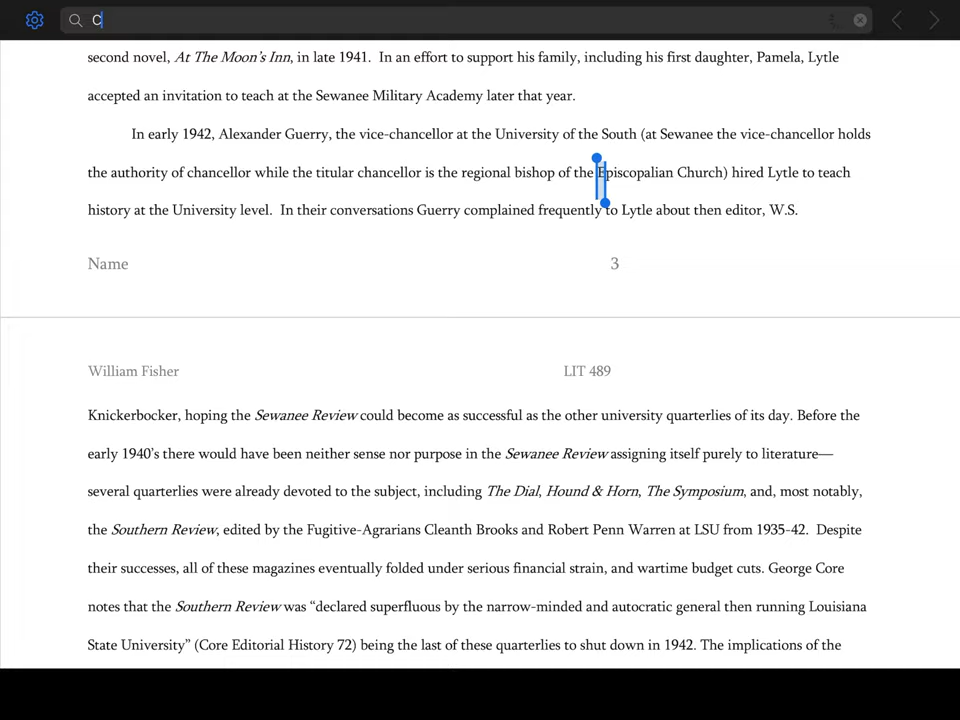 C
second novel, At The Moon's Inn, in late 1941.  In an effort to support his family, including his first daughter, Pamela, Lytle
accepted an invitation to teach at the Sewanee Military Academy later that year.
In early 1942, Alexander Guerry, the vice-chancellor at the University of the South (at Sewanee the vice-chancellor holds
the authority of chancellor while the titular chancellor is the regional bishop of the Episcopalian Church) hired Lytle to teach
history at the University level.  In their conversations Guerry complained frequently to Lytle about then editor, W.S.
Name 3
William Fisher LIT 489
Knickerbocker, hoping the Sewanee Review could become as successful as the other university quarterlies of its day. Before the
early 1940's there would have been neither sense nor purpose in the Sewanee Review assigning itself purely to literature—
several quarterlies were already devoted to the subject, including The Dial, Hound & Horn, The Symposium, and, most notably,
the Southern Review, edited by the Fugitive-Agrarians Cleanth Brooks and Robert Penn Warren at LSU from 1935-42.  Despite
their successes, all of these magazines eventually folded under serious financial strain, and wartime budget cuts. George Core
notes that the Southern Review was “declared superfluous by the narrow-minded and autocratic general then running Louisiana
State University” (Core Editorial History 72) being the last of these quarterlies to shut down in 1942. The implications of the